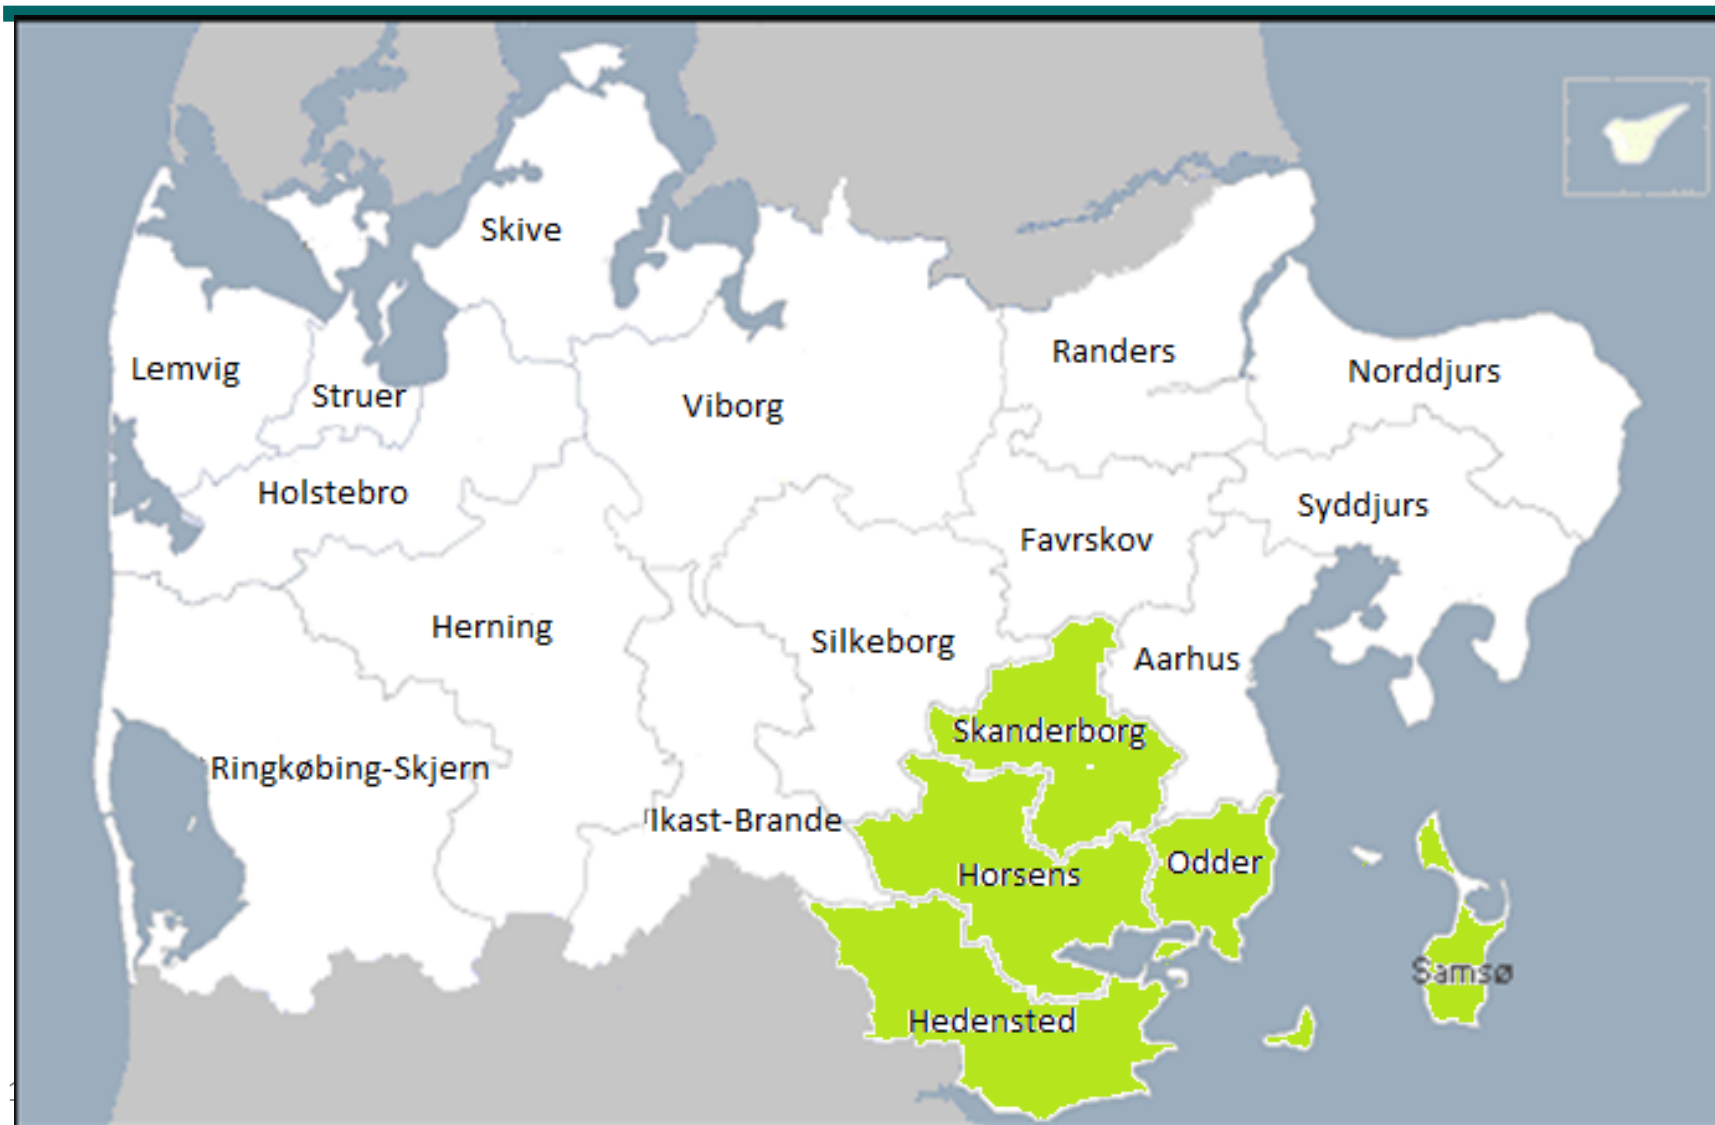 Skive
Randers
Lemvig
Norddjurs
Struer
Viborg
Holstebro
Syddjurs
Favrskov
Herning
Silkeborg
Aarhus
Skanderborg
Ringkøbing-Skjern
Ikast-Brande
Odder
Horsens
Samsø
Hedensted